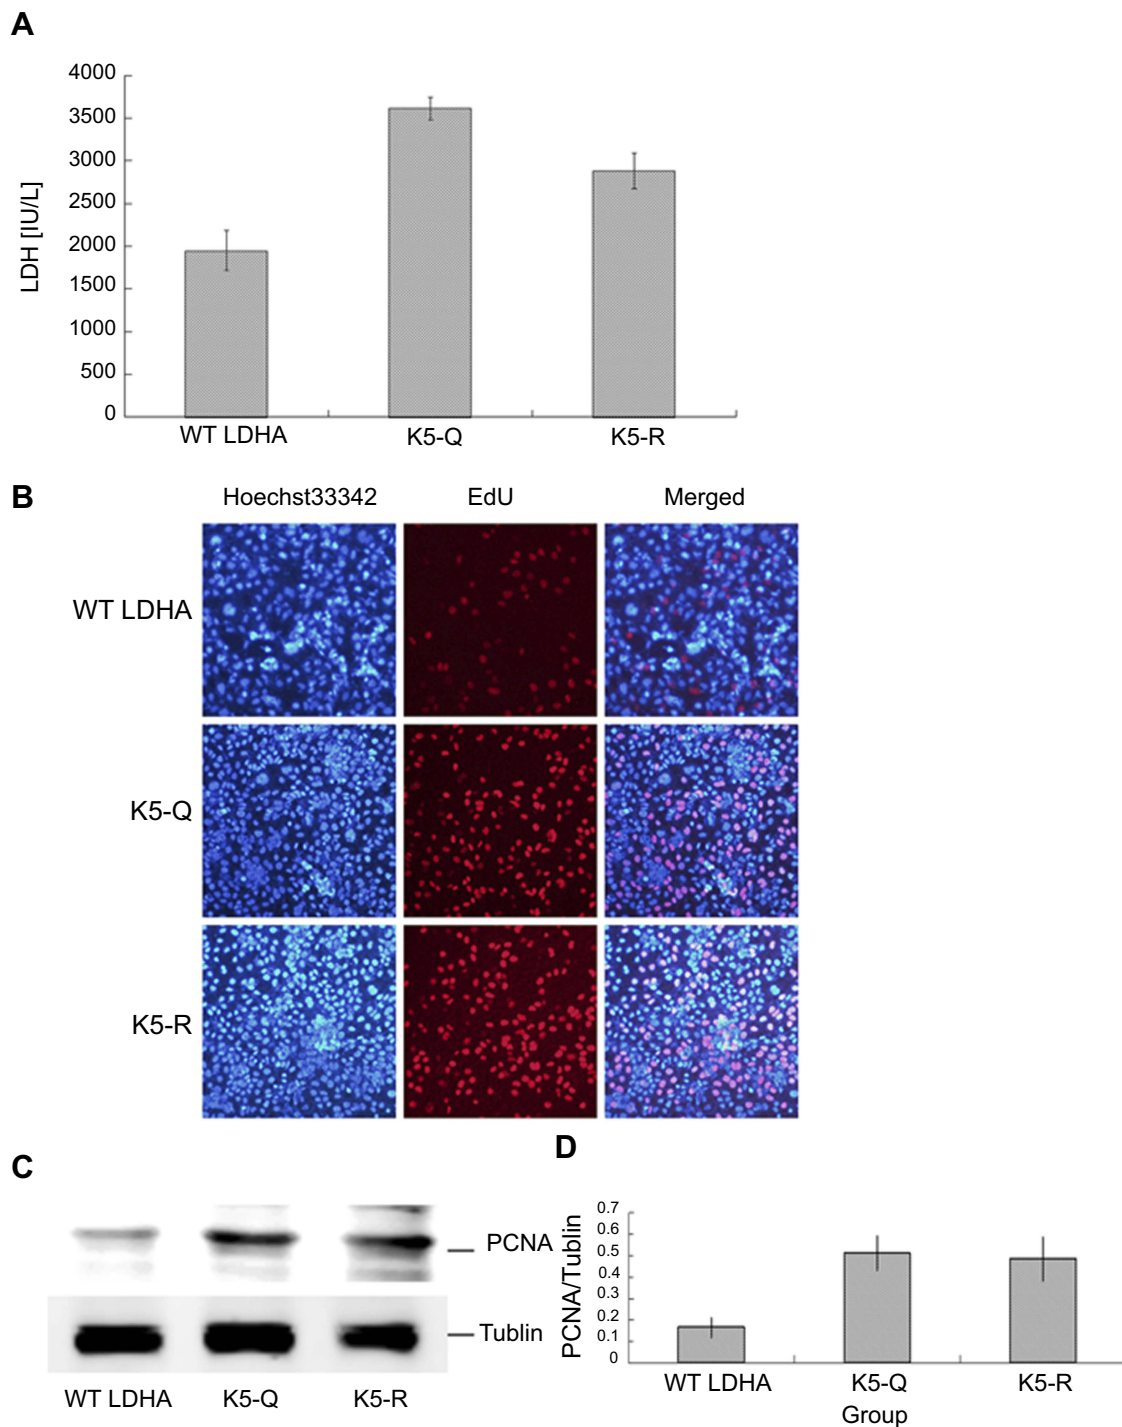 A
4000
3500
3000
2500
2000
1500
1000
500
0
LDH [IU/L]
WT LDHA K5-Q K5-R
B
Hoechst33342 EdU Merged
WT LDHA
K5-Q
K5-R
C
PCNA
Tublin
WT LDHA K5-Q K5-R
D
0.7
0.6
0.5
0.4
0.2
0.1
0
PCNA/Tublin
WT LDHA K5-Q K5-R
Group